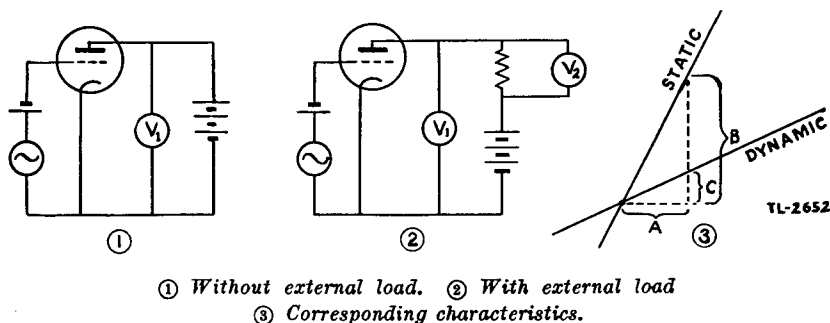 V1
V1
V2
STATIC
DYNAMIC
B
C
A
TL-2652
① ② ③
① Without external load. ② With external load
③ Corresponding characteristics.